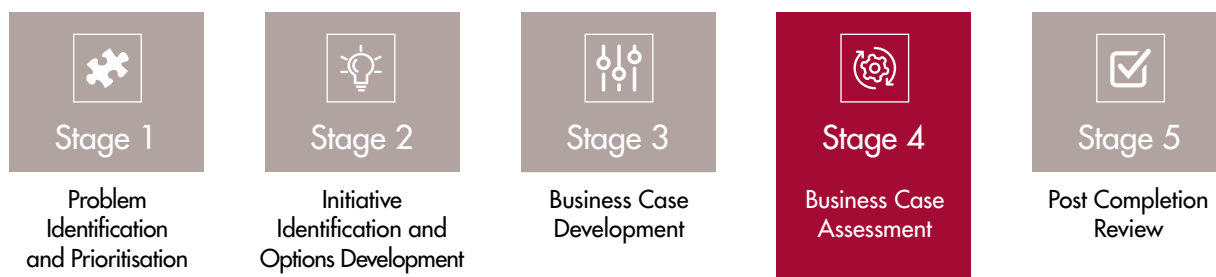 Stage 1
Problem
Identification
and Prioritisation
Stage 2
Initiative
Identification and
Options Development
Stage 3
Business Case
Development
Stage 4
Business Case
Assessment
Stage 5
Post Completion
Review